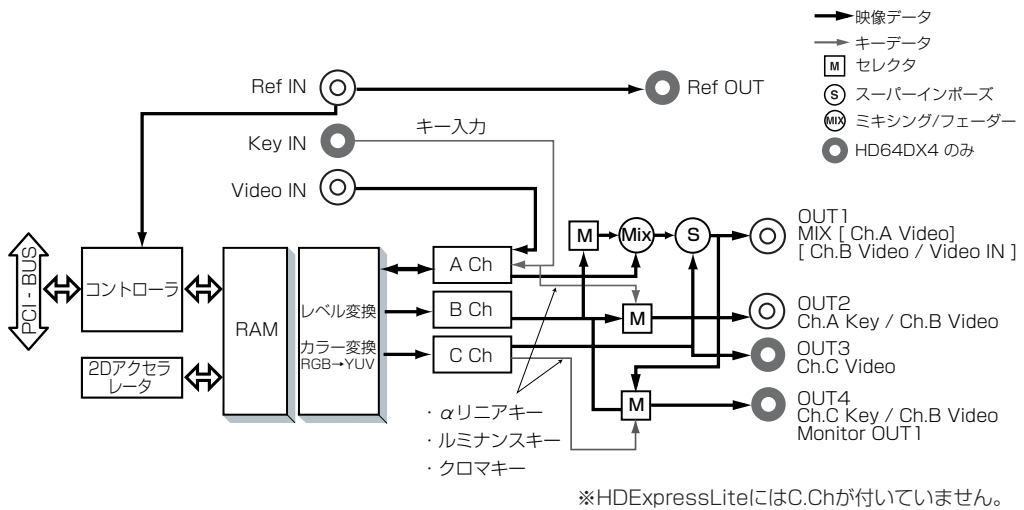 映像データ
キーデータ
M セレクタ
S スーパーインポーズ
MIX ミキシング/フェーダー
HD64DX4 のみ
Ref IN
Ref OUT
キー入力
Key IN
Video IN
PCI - BUS
コントローラ
2Dアクセラ
レータ
RAM
レベル変換
カラー変換
RGB→YUV
A Ch
B Ch
C Ch
M
Mix
S
M
M
OUT1
MIX [ Ch.A Video]
[ Ch.B Video / Video IN ]
OUT2
Ch.A Key / Ch.B Video
OUT3
Ch.C Video
OUT4
Ch.C Key / Ch.B Video
Monitor OUT1
・αリニアキー
・ルミナンスキー
・クロマキー
※HDExpressLiteにはC.Chが付いていません。